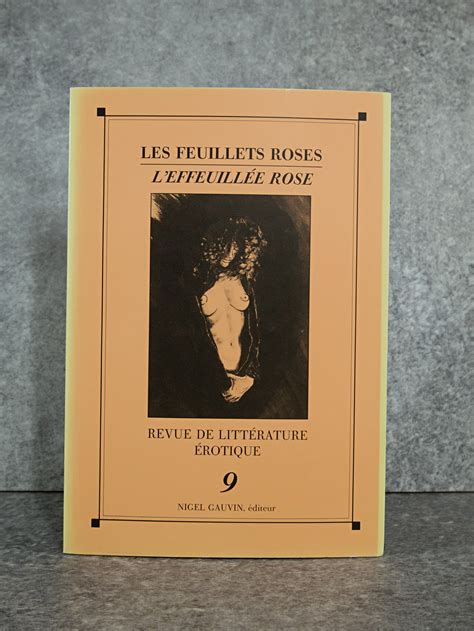 LES FEUILLETS ROSES
L'EFFEUILLÉE ROSE
REVUE DE LITTÉRATURE
ÉROTIQUE
9
NIGEL GAUVIN, éditeur